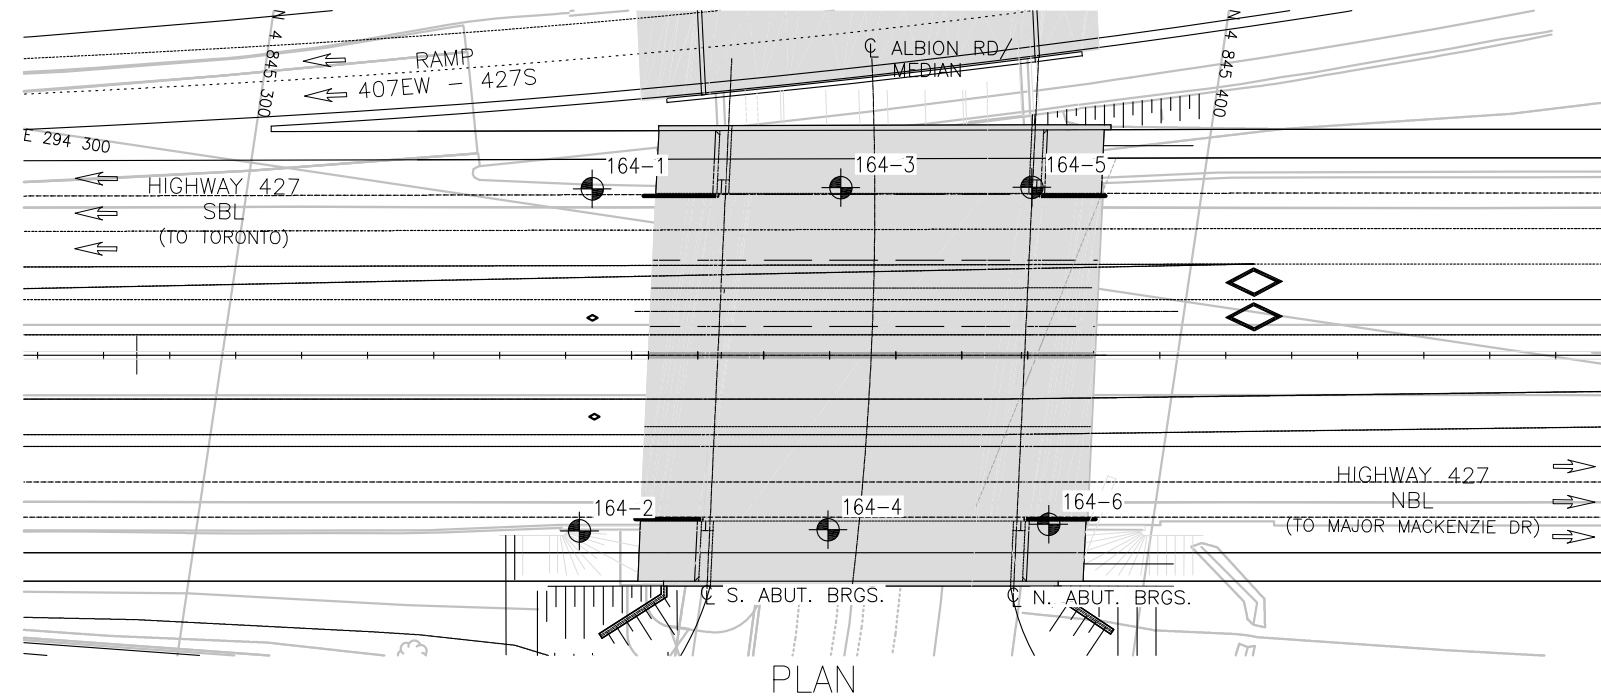 N 4 845 300
RAMP
407EW - 427S
℄ ALBION RD/
MEDIAN
N 4 845 400
E 294 300
164-1
164-3
164-5
HIGHWAY 427
SBL
(TO TORONTO)
164-2
164-4
164-6
HIGHWAY 427
NBL
(TO MAJOR MACKENZIE DR)
℄ S. ABUT. BRGS.
℄ N. ABUT. BRGS.
PLAN